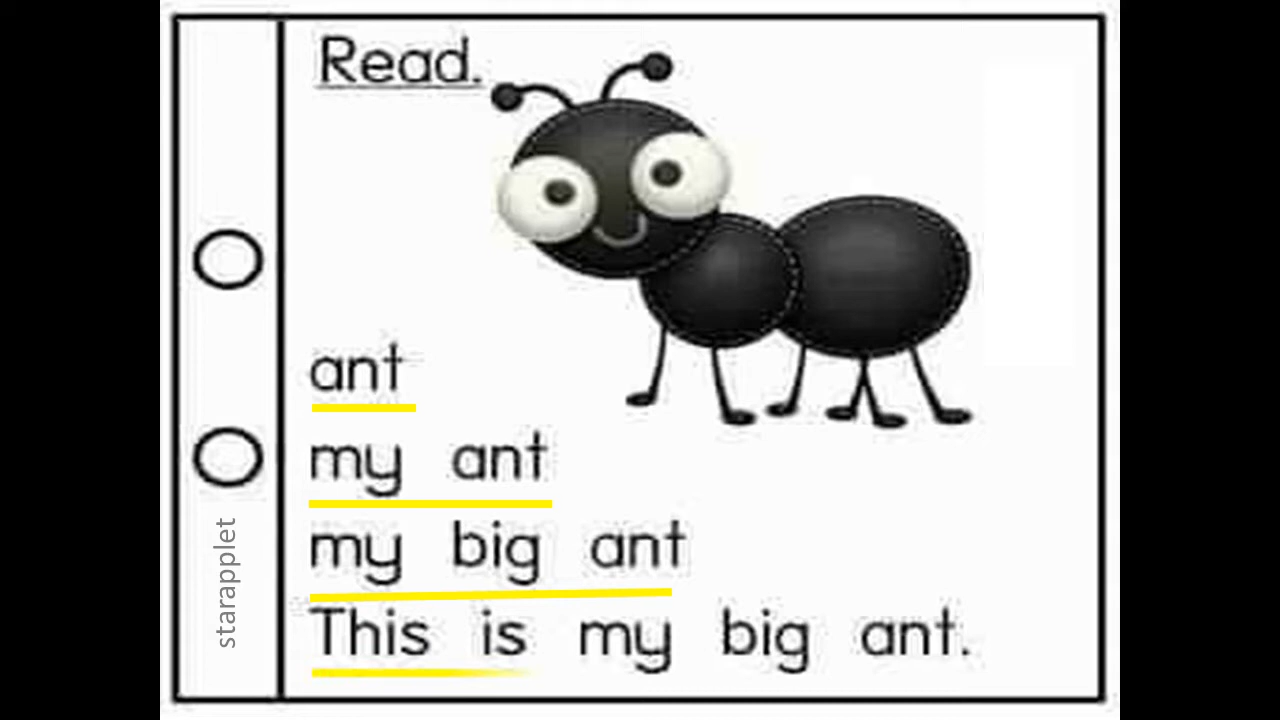 Read.
ant
my ant
my big ant
This is my big ant.
starapplet